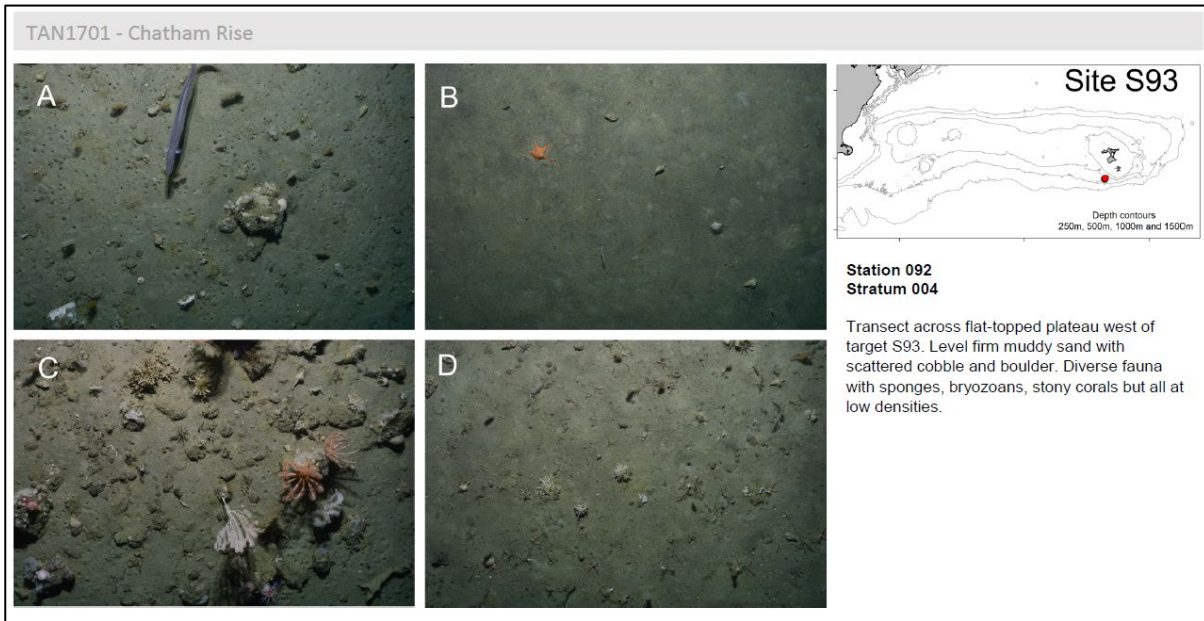 TAN1701 - Chatham Rise
A
B
C
D
Site S93
Depth contours
250m, 500m, 1000m and 1500m
Station 092
Stratum 004
Transect across flat-topped plateau west of
target S93. Level firm muddy sand with
scattered cobble and boulder. Diverse fauna
with sponges, bryozoans, stony corals but all at
low densities.